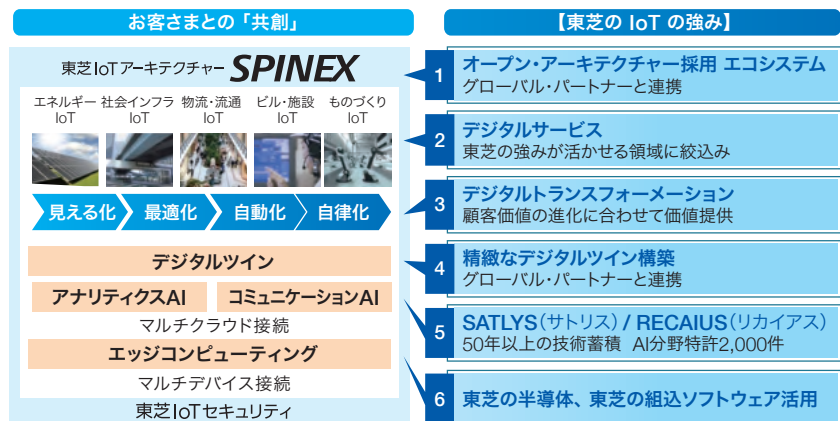 お客さまとの「共創」
東芝IoTアーキテクチャー SPINEX
エネルギー IoT
社会インフラ IoT
物流・流通 IoT
ビル・施設 IoT
ものづくり IoT
見える化 最適化 自動化 自律化
デジタルツイン
アナリティクスAI コミュニケーションAI
マルチクラウド接続
エッジコンピューティング
マルチデバイス接続
東芝IoTセキュリティ
【東芝の IoT の強み】
1 オープン・アーキテクチャー採用 エコシステム
グローバル・パートナーと連携
2 デジタルサービス
東芝の強みが活かせる領域に絞込み
3 デジタルトランスフォーメーション
顧客価値の進化に合わせて価値提供
4 精緻なデジタルツイン構築
グローバル・パートナーと連携
5 SATLYS(サトリス) / RECAIUS(リカイアス)
50年以上の技術蓄積 AI分野特許2,000件
6 東芝の半導体、東芝の組込ソフトウェア活用